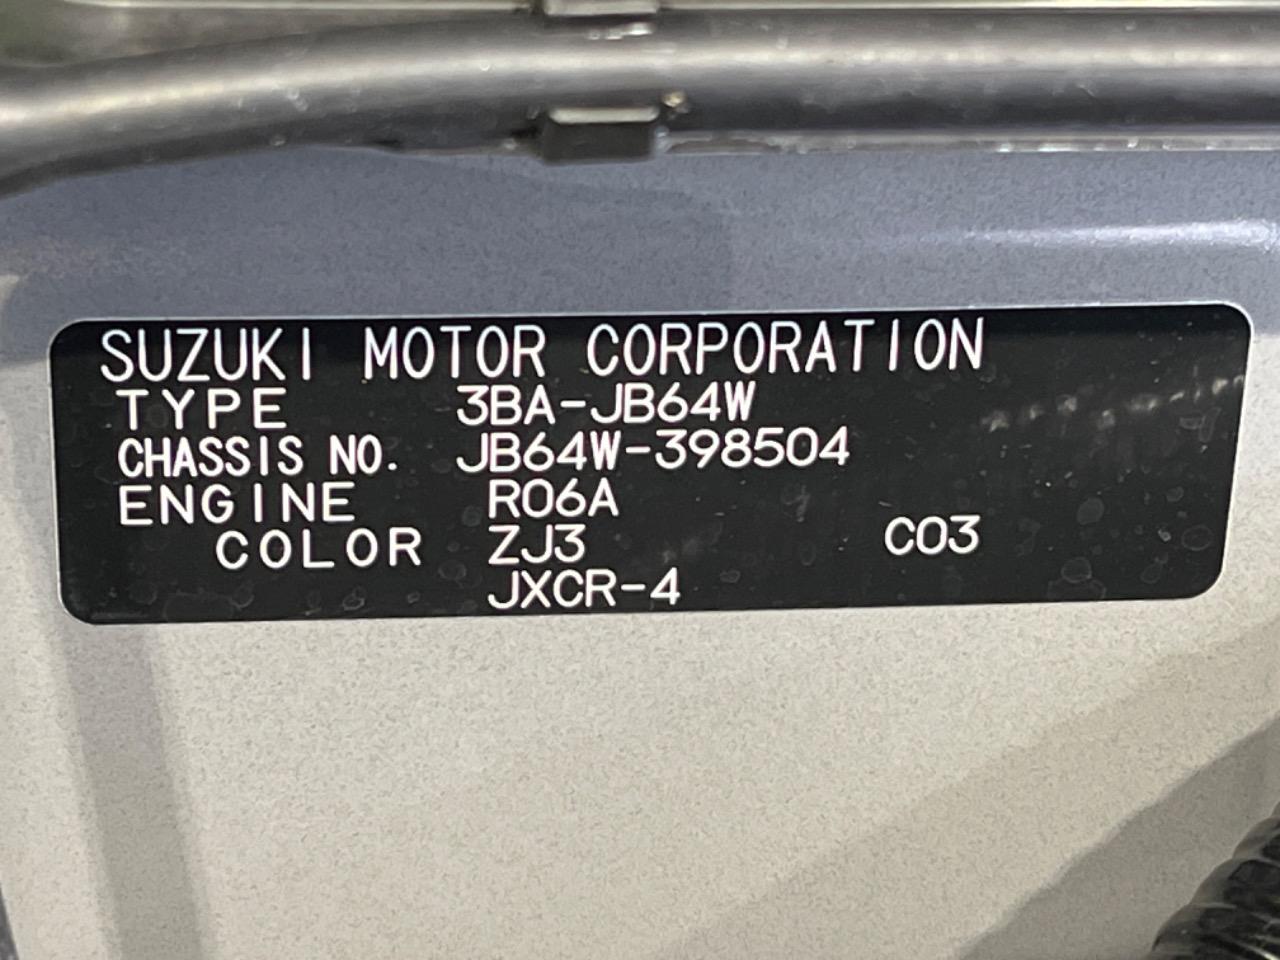 SUZUKI MOTOR CORPORATION
TYPE 3BA-JB64W
CHASSIS NO. JB64W-398504
ENGINE R06A
COLOR ZJ3 C03
JXCR-4